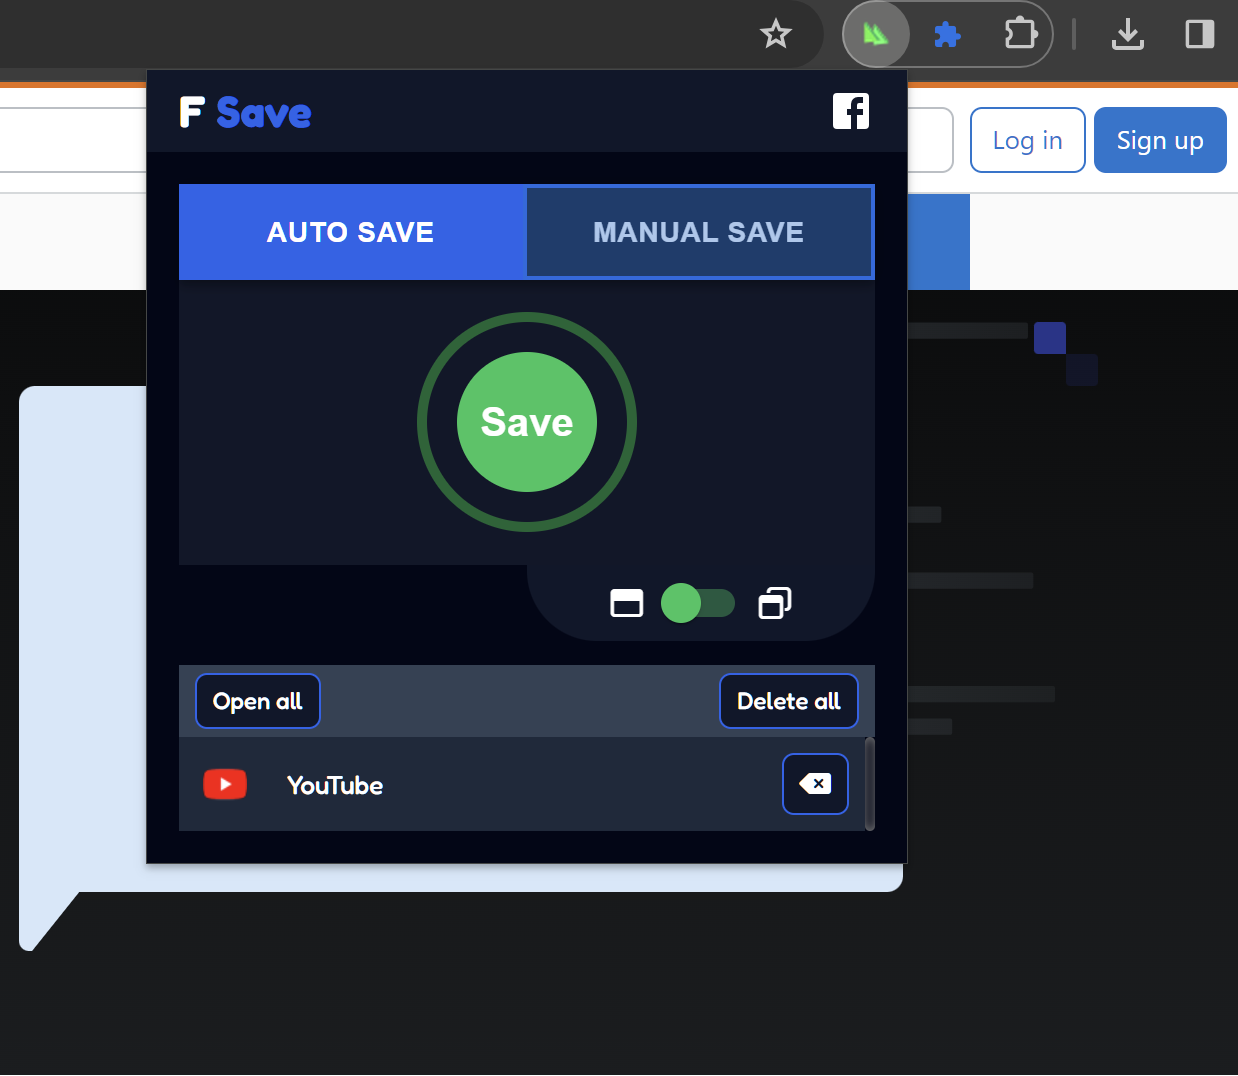 F Save
Log in
Sign up
AUTO SAVE
MANUAL SAVE
Save
Open all
Delete all
YouTube